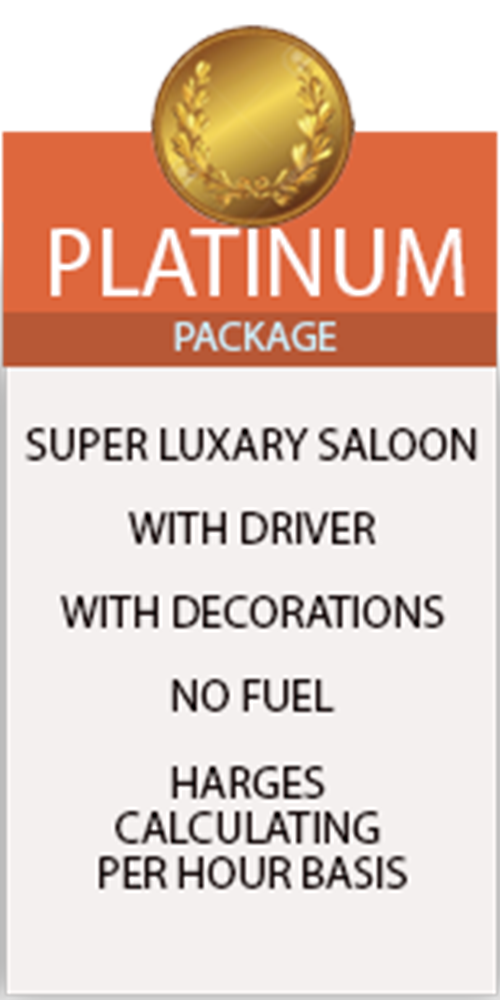 PLATINUM
PACKAGE
SUPER LUXARY SALOON
WITH DRIVER
WITH DECORATIONS
NO FUEL
HARGES
CALCULATING
PER HOUR BASIS